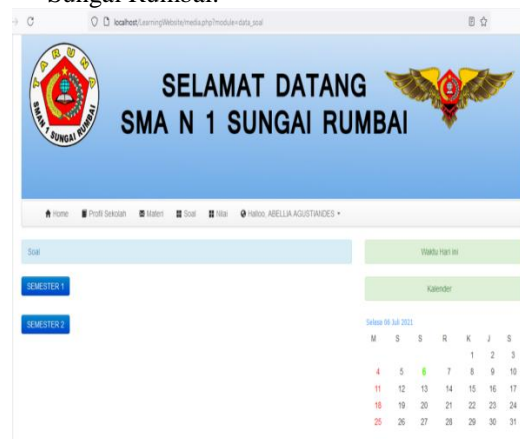 Sungai Rumbai.
localhost/LearningWebsite/media.php?module=data_soal
TARUNA
SMAN 1 SUNGAI RUMBAI
SELAMAT DATANG
SMA N 1 SUNGAI RUMBAI
Home Profil Sekolah Materi Soal Nilai Halloo, ABELLIA AGUSTIANDES
Soal
SEMESTER 1
SEMESTER 2
Waktu Hari ini
Kalender
Selasa 06 Juli 2021
M S S R K J S
1 2 3
4 5 6 7 8 9 10
11 12 13 14 15 16 17
18 19 20 21 22 23 24
25 26 27 28 29 30 31